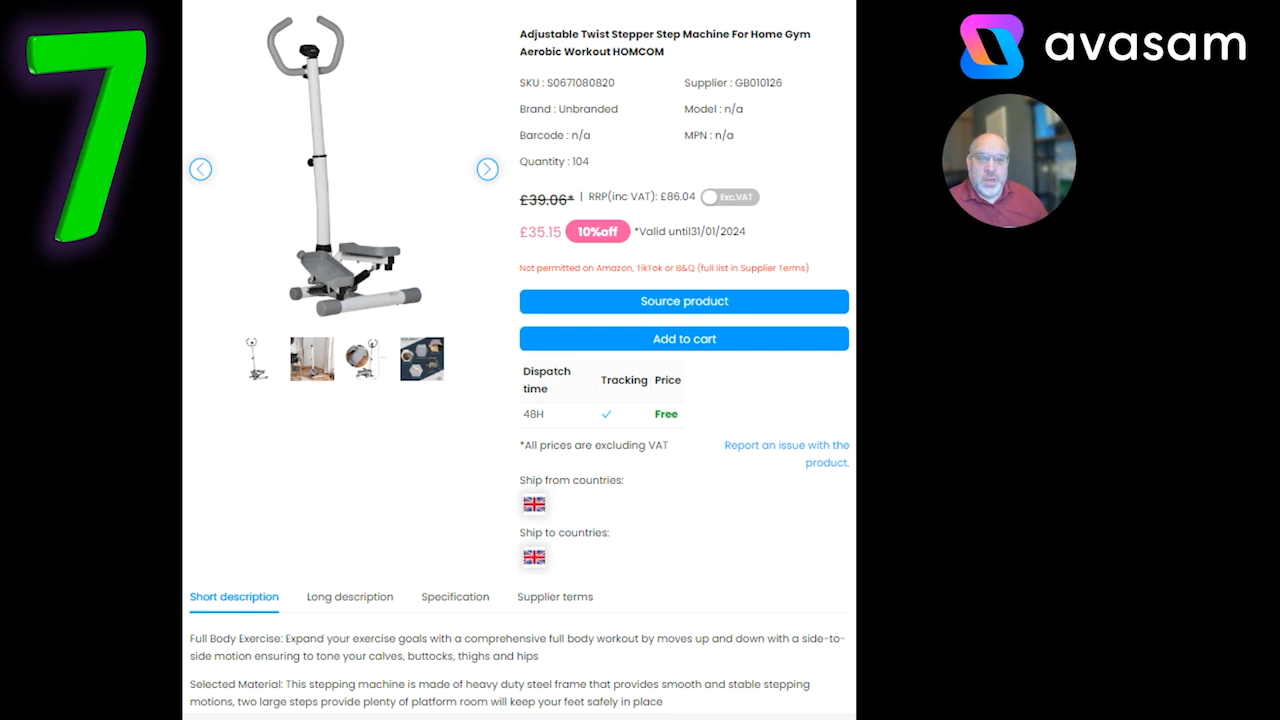 7
avasam
Adjustable Twist Stepper Step Machine For Home Gym
Aerobic Workout HOMCOM
SKU : S0671080820
Supplier : GB010126
Brand : Unbranded
Model : n/a
Barcode : n/a
MPN : n/a
Quantity : 104
£39.06* | RRP(inc VAT): £86.04 Exc.VAT
£35.15 10%off *Valid until31/01/2024
Not permitted on Amazon, TikTok or B&Q (full list in Supplier Terms)
Source product
Add to cart
Dispatch time Tracking Price
48H Free
*All prices are excluding VAT
Report an issue with the
product.
Ship from countries:
Ship to countries:
Short description Long description Specification Supplier terms
Full Body Exercise: Expand your exercise goals with a comprehensive full body workout by moves up and down with a side-to-
side motion ensuring to tone your calves, buttocks, thighs and hips
Selected Material: This stepping machine is made of heavy duty steel frame that provides smooth and stable stepping
motions, two large steps provide plenty of platform room will keep your feet safely in place